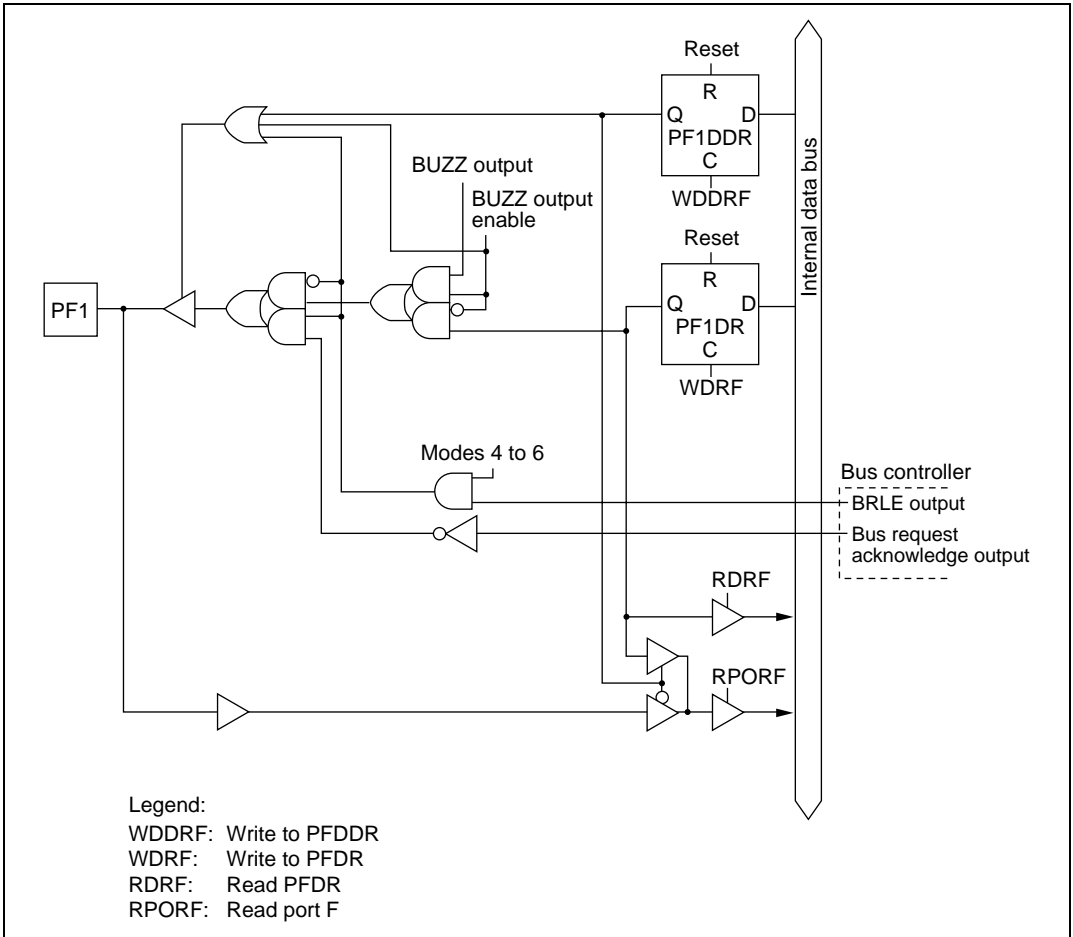 Reset
R
Q D
PF1DDR
C
WDDRF
BUZZ output
BUZZ output
enable
Internal data bus
Reset
R
Q D
PF1DR
C
WDRF
PF1
Modes 4 to 6
Bus controller
BRLE output
Bus request
acknowledge output
RDRF
RPORF
Legend:
WDDRF: Write to PFDDR
WDRF: Write to PFDR
RDRF: Read PFDR
RPORF: Read port F